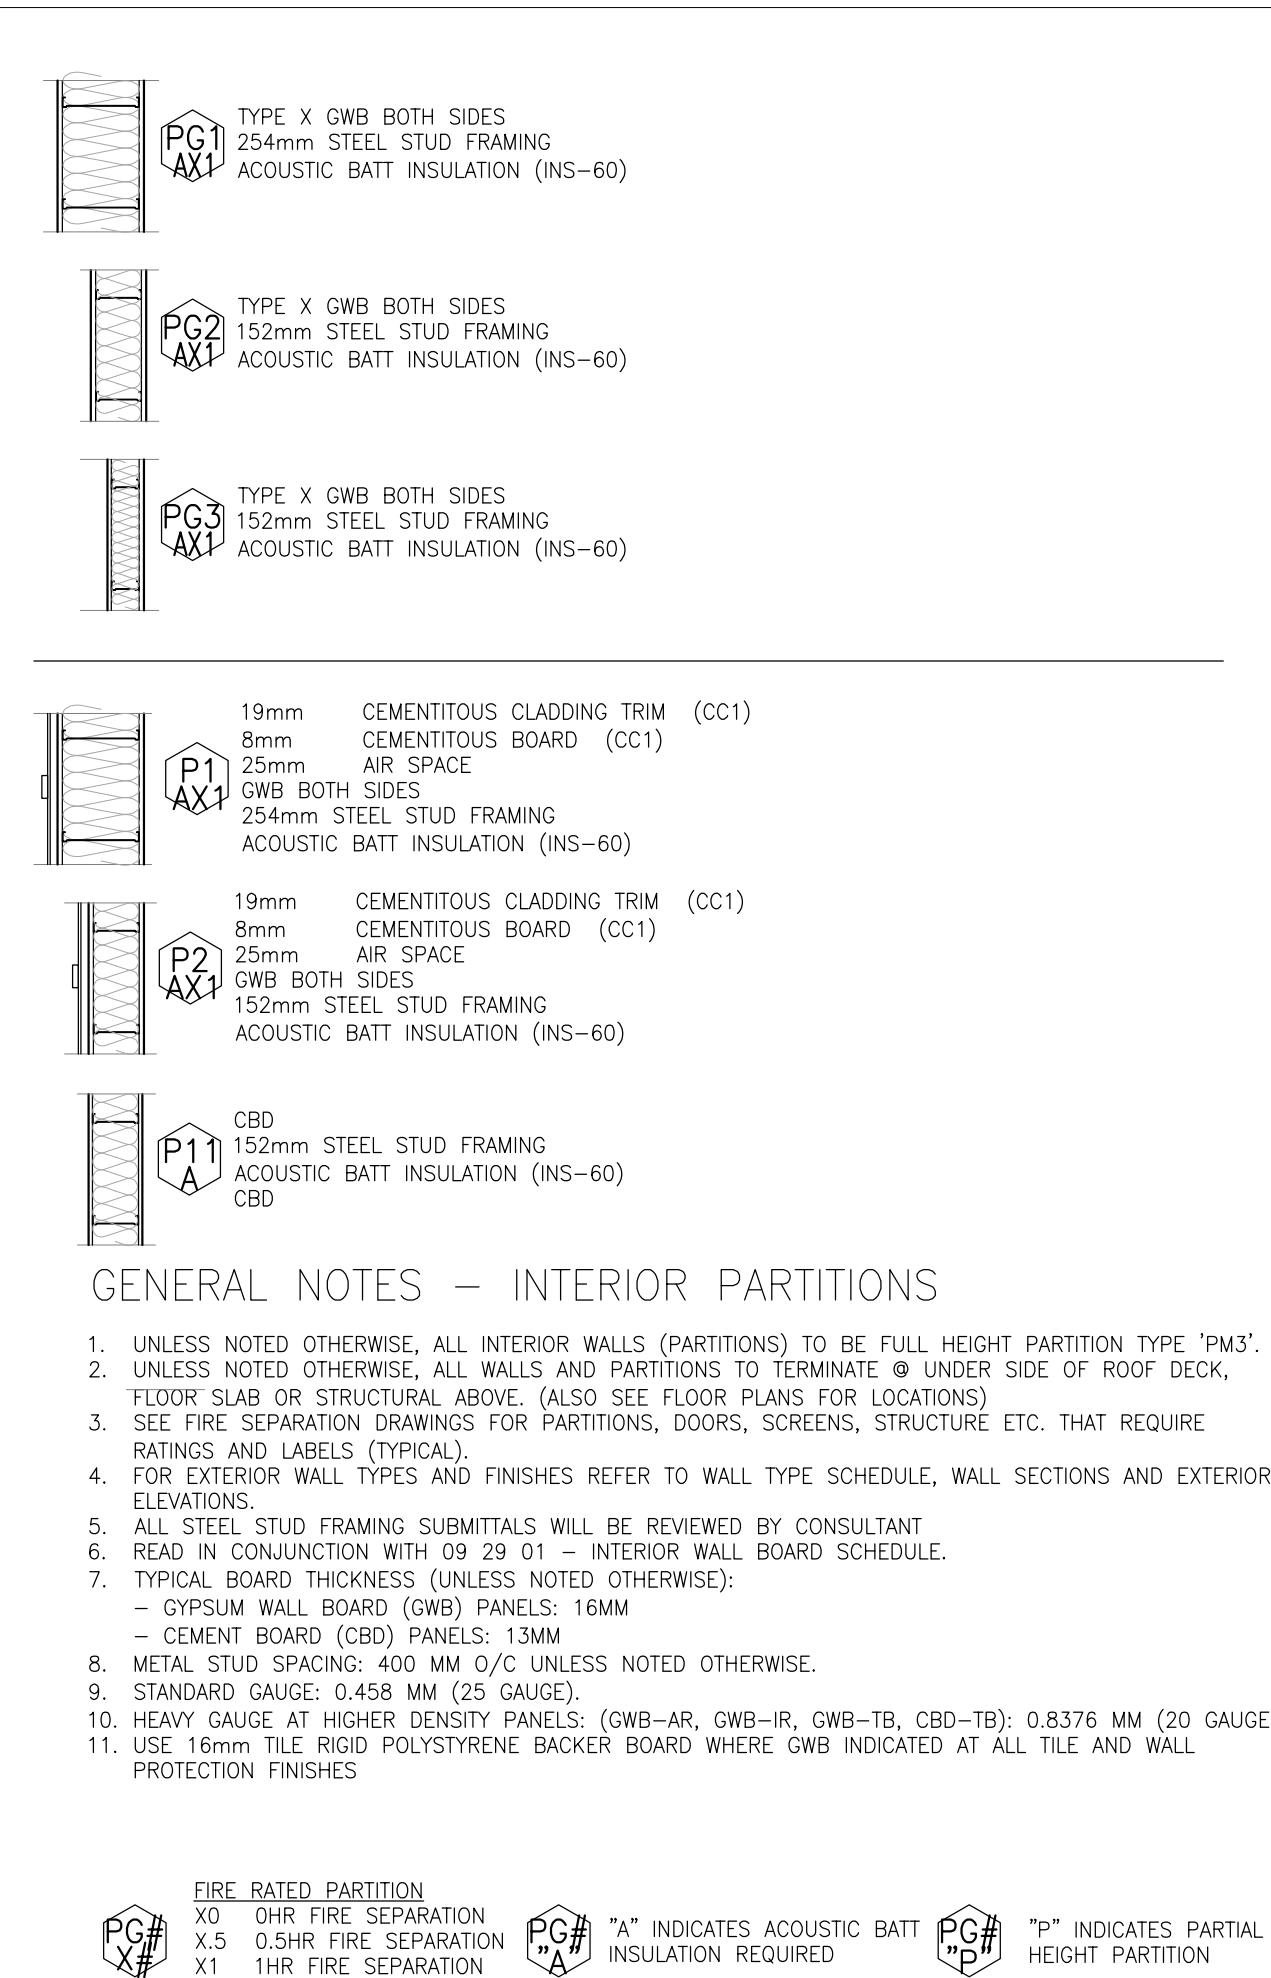 PG1
AX1
TYPE X GWB BOTH SIDES
254mm STEEL STUD FRAMING
ACOUSTIC BATT INSULATION (INS-60)
PG2
AX1
TYPE X GWB BOTH SIDES
152mm STEEL STUD FRAMING
ACOUSTIC BATT INSULATION (INS-60)
PG3
AX1
TYPE X GWB BOTH SIDES
152mm STEEL STUD FRAMING
ACOUSTIC BATT INSULATION (INS-60)
P1
AX1
19mm CEMENTITOUS CLADDING TRIM (CC1)
8mm CEMENTITOUS BOARD (CC1)
25mm AIR SPACE
GWB BOTH SIDES
254mm STEEL STUD FRAMING
ACOUSTIC BATT INSULATION (INS-60)
P2
AX1
19mm CEMENTITOUS CLADDING TRIM (CC1)
8mm CEMENTITOUS BOARD (CC1)
25mm AIR SPACE
GWB BOTH SIDES
152mm STEEL STUD FRAMING
ACOUSTIC BATT INSULATION (INS-60)
P11
A
CBD
152mm STEEL STUD FRAMING
ACOUSTIC BATT INSULATION (INS-60)
CBD
GENERAL NOTES - INTERIOR PARTITIONS
1. UNLESS NOTED OTHERWISE, ALL INTERIOR WALLS (PARTITIONS) TO BE FULL HEIGHT PARTITION TYPE 'PM3'.
2. UNLESS NOTED OTHERWISE, ALL WALLS AND PARTITIONS TO TERMINATE @ UNDER SIDE OF ROOF DECK,
FLOOR SLAB OR STRUCTURAL ABOVE. (ALSO SEE FLOOR PLANS FOR LOCATIONS)
3. SEE FIRE SEPARATION DRAWINGS FOR PARTITIONS, DOORS, SCREENS, STRUCTURE ETC. THAT REQUIRE
RATINGS AND LABELS (TYPICAL).
4. FOR EXTERIOR WALL TYPES AND FINISHES REFER TO WALL TYPE SCHEDULE, WALL SECTIONS AND EXTERIOR
ELEVATIONS.
5. ALL STEEL STUD FRAMING SUBMITTALS WILL BE REVIEWED BY CONSULTANT
6. READ IN CONJUNCTION WITH 09 29 01 - INTERIOR WALL BOARD SCHEDULE.
7. TYPICAL BOARD THICKNESS (UNLESS NOTED OTHERWISE):
- GYPSUM WALL BOARD (GWB) PANELS: 16MM
- CEMENT BOARD (CBD) PANELS: 13MM
8. METAL STUD SPACING: 400 MM O/C UNLESS NOTED OTHERWISE.
9. STANDARD GAUGE: 0.458 MM (25 GAUGE).
10. HEAVY GAUGE AT HIGHER DENSITY PANELS: (GWB-AR, GWB-IR, GWB-TB, CBD-TB): 0.8376 MM (20 GAUGE
11. USE 16mm TILE RIGID POLYSTYRENE BACKER BOARD WHERE GWB INDICATED AT ALL TILE AND WALL
PROTECTION FINISHES
PG#
X#
FIRE RATED PARTITION
X0 0HR FIRE SEPARATION
X.5 0.5HR FIRE SEPARATION
X1 1HR FIRE SEPARATION
PG#
"A"
"A" INDICATES ACOUSTIC BATT
INSULATION REQUIRED
PG#
"P"
"P" INDICATES PARTIAL
HEIGHT PARTITION